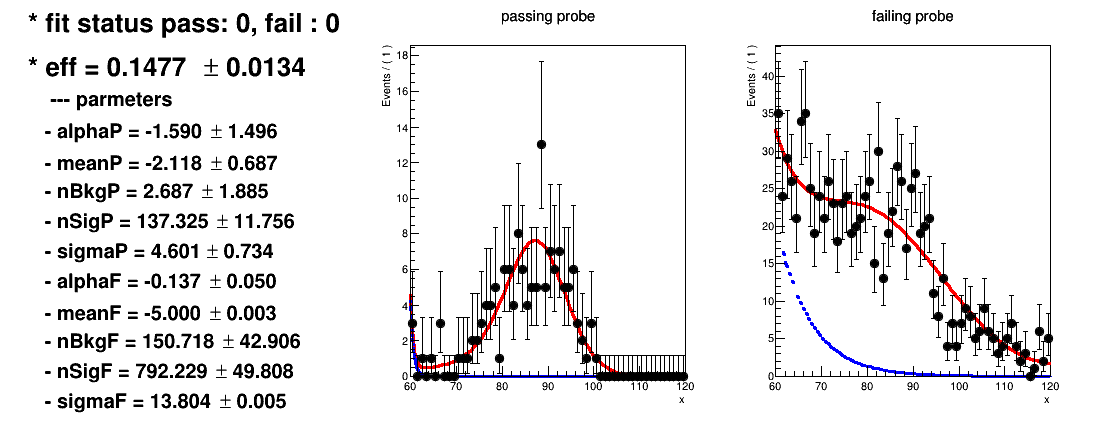 * fit status pass: 0, fail : 0
* eff = 0.1477 ± 0.0134
--- parmeters
- alphaP = -1.590 ± 1.496
- meanP = -2.118 ± 0.687
- nBkgP = 2.687 ± 1.885
- nSigP = 137.325 ± 11.756
- sigmaP = 4.601 ± 0.734
- alphaF = -0.137 ± 0.050
- meanF = -5.000 ± 0.003
- nBkgF = 150.718 ± 42.906
- nSigF = 792.229 ± 49.808
- sigmaF = 13.804 ± 0.005
passing probe
Events / ( 1 )
18
16
14
12
10
8
6
4
2
0
60 70 80 90 100 110 120
x
failing probe
Events / ( 1 )
40
35
30
25
20
15
10
5
0
60 70 80 90 100 110 120
x